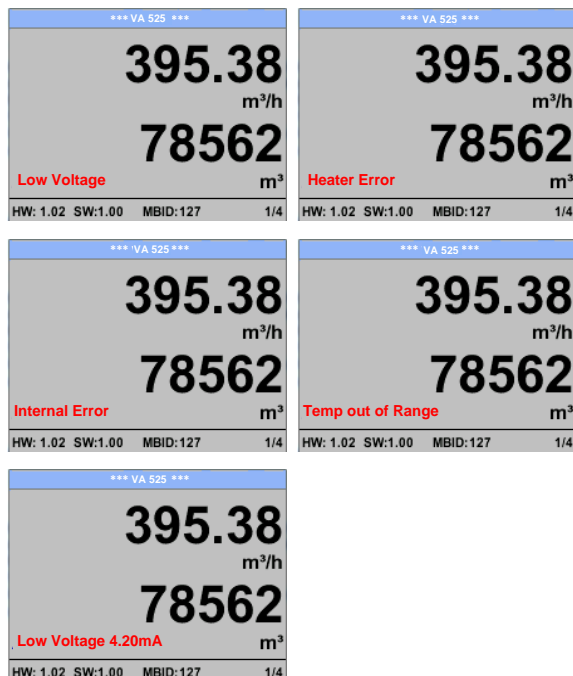 *** VA 525 ***
395.38
m³/h
78562
Low Voltage m³
HW: 1.02 SW:1.00 MBID:127 1/4
*** VA 525 ***
395.38
m³/h
78562
Heater Error m³
HW: 1.02 SW:1.00 MBID:127 1/4
*** 'VA 525 ***
395.38
m³/h
78562
Internal Error m³
HW: 1.02 SW:1.00 MBID:127 1/4
*** VA 525 ***
395.38
m³/h
78562
Temp out of Range m³
HW: 1.02 SW:1.00 MBID:127 1/4
*** VA 525 ***
395.38
m³/h
78562
Low Voltage 4.20mA m³
HW: 1.02 SW:1.00 MBID:127 1/4